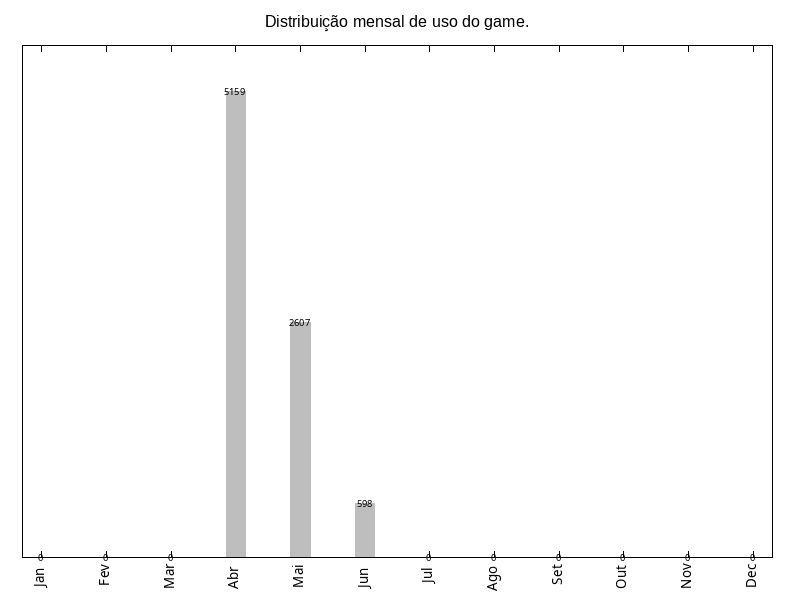 Distribuição mensal de uso do game.
5159
2607
598
0 0 0 0 0 0 0 0 0
Jan Fev Mar Abr Mai Jun Jul Ago Set Out Nov Dec